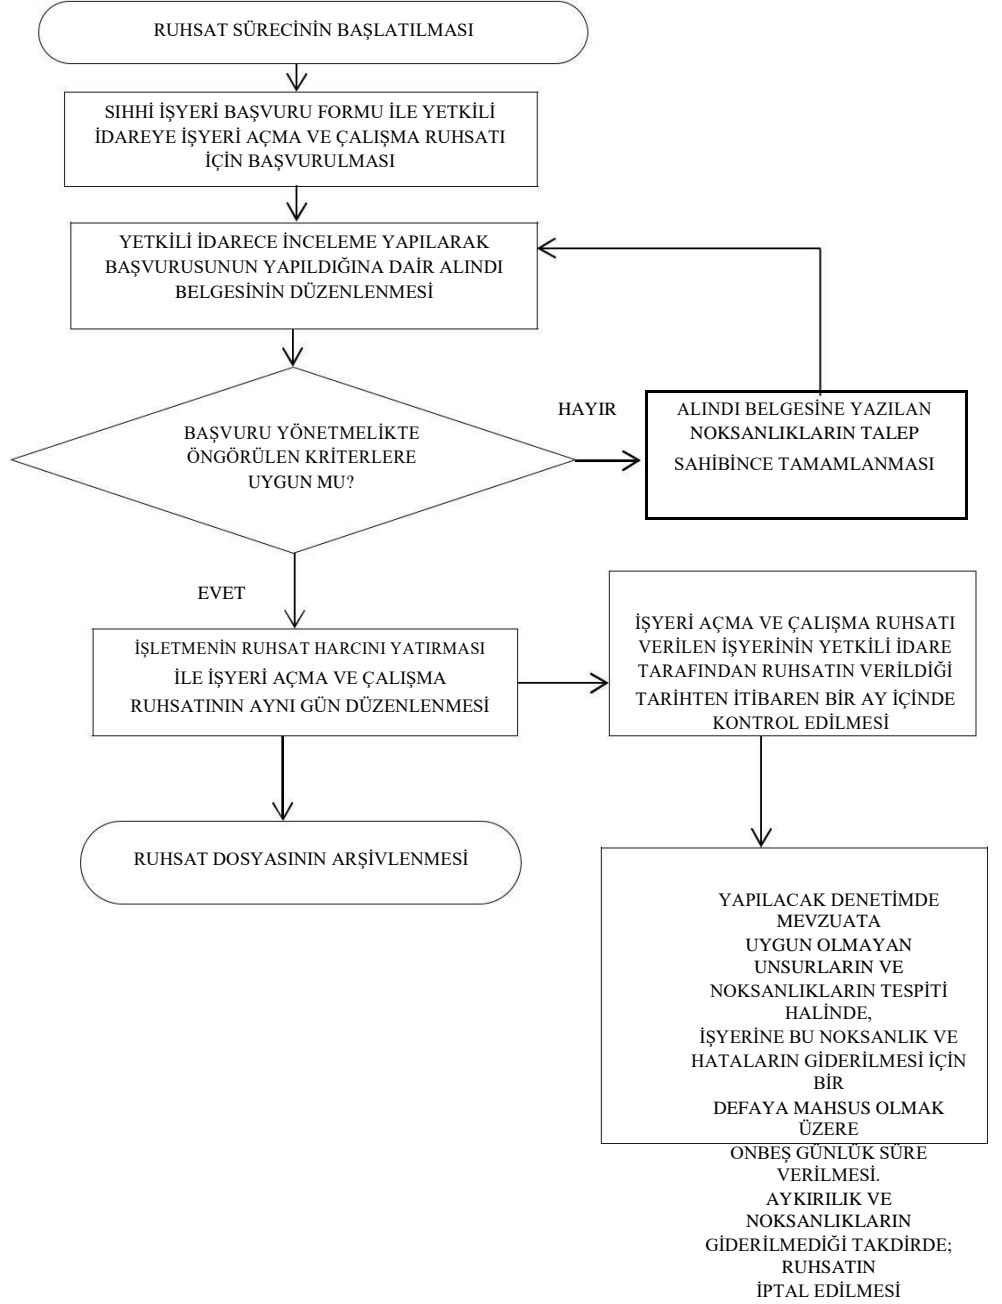 RUHSAT SÜRECİNİN BAŞLATILMASI
SIHHİ İŞYERİ BAŞVURU FORMU İLE YETKİLİ
İDAREYE İŞYERİ AÇMA VE ÇALIŞMA RUHSATI
İÇİN BAŞVURULMASI
YETKİLİ İDARECE İNCELEME YAPILARAK
BAŞVURUSUNUN YAPILDIĞINA DAİR ALINDI
BELGESİNİN DÜZENLENMESİ
BAŞVURU YÖNETMELİKTE
ÖNGÖRÜLEN KRİTERLERE
UYGUN MU?
HAYIR
ALINDI BELGESİNE YAZILAN
NOKSANLIKLARIN TALEP
SAHİBİNCE TAMAMLANMASI
EVET
İŞLETMENİN RUHSAT HARCINI YATIRMASI
İLE İŞYERİ AÇMA VE ÇALIŞMA
RUHSATININ AYNI GÜN DÜZENLENMESİ
İŞYERİ AÇMA VE ÇALIŞMA RUHSATI
VERİLEN İŞYERİNİN YETKİLİ İDARE
TARAFINDAN RUHSATIN VERİLDİĞİ
TARİHTEN İTİBAREN BİR AY İÇİNDE
KONTROL EDİLMESİ
RUHSAT DOSYASININ ARŞİVLENMESİ
YAPILACAK DENETİMDE
MEVZUATA
UYGUN OLMAYAN
UNSURLARIN VE
NOKSANLIKLARIN TESPİTİ
HALİNDE,
İŞYERİNE BU NOKSANLIK VE
HATALARIN GİDERİLMESİ İÇİN
BİR
DEFAYA MAHSUS OLMAK
ÜZERE
ONBEŞ GÜNLÜK SÜRE
VERİLMESİ.
AYKIRILIK VE
NOKSANLIKLARIN
GİDERİLMEDİĞİ TAKDİRDE;
RUHSATIN
İPTAL EDİLMESİ